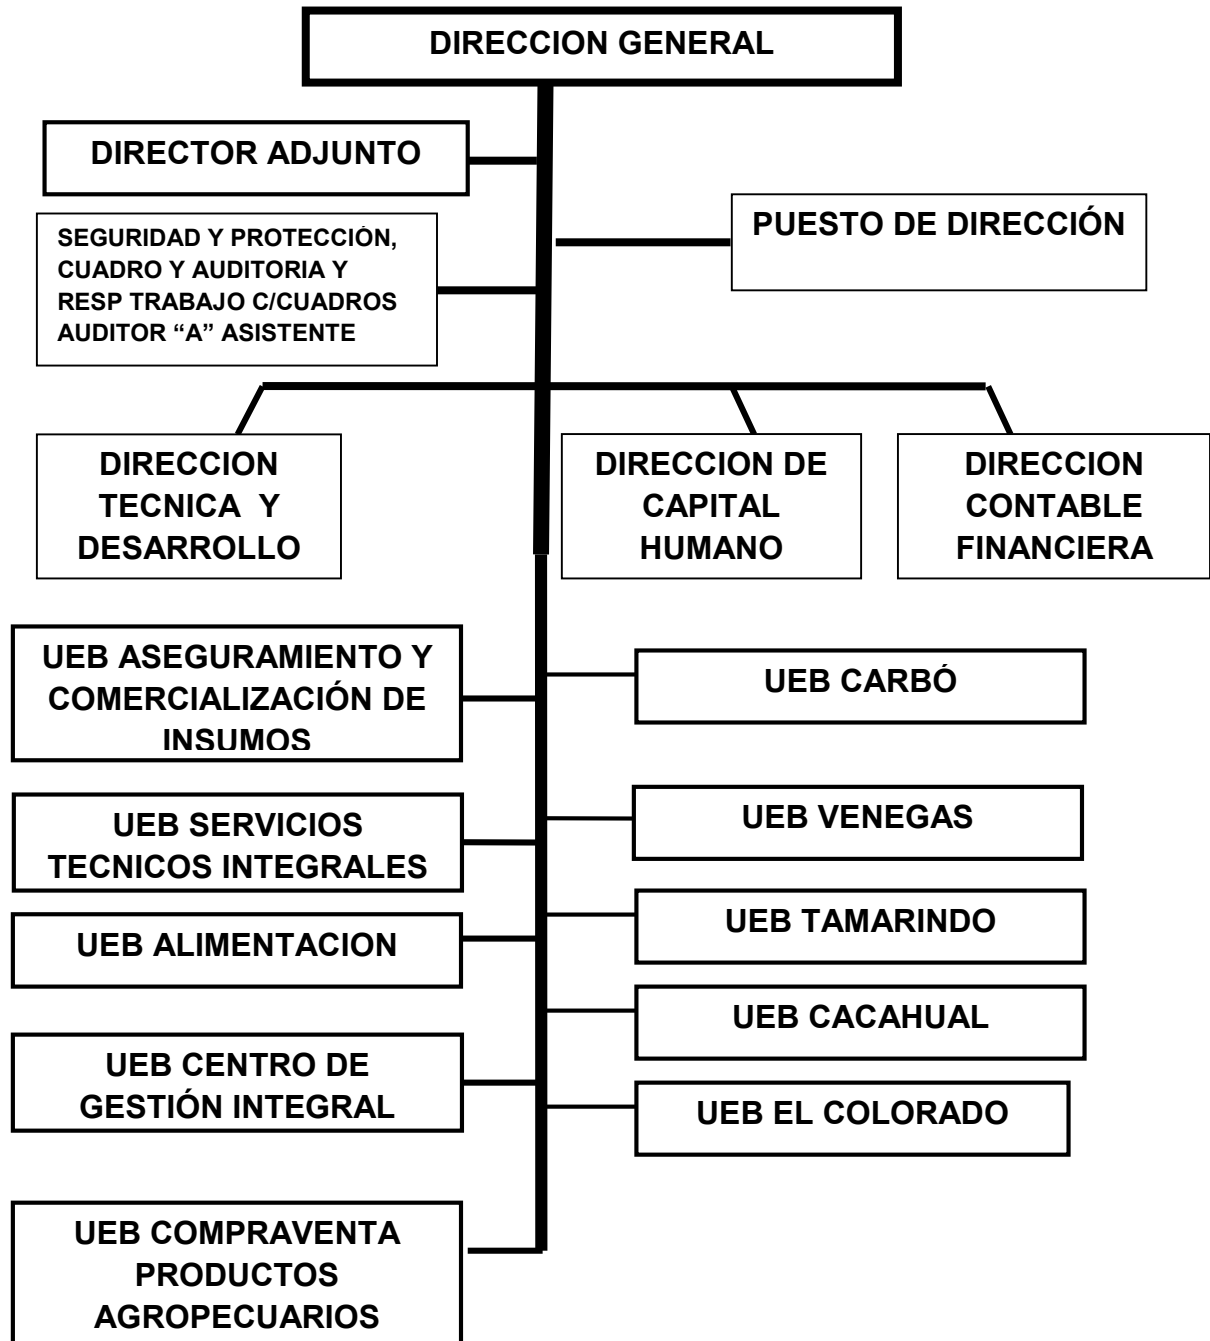 DIRECCION GENERAL
DIRECTOR ADJUNTO
SEGURIDAD Y PROTECCIÓN,
CUADRO Y AUDITORIA Y
RESP TRABAJO C/CUADROS
AUDITOR “A” ASISTENTE
PUESTO DE DIRECCIÓN
DIRECCION
TECNICA Y
DESARROLLO
DIRECCION DE
CAPITAL
HUMANO
DIRECCION
CONTABLE
FINANCIERA
UEB ASEGURAMIENTO Y
COMERCIALIZACIÓN DE
INSUMOS
UEB CARBÓ
UEB SERVICIOS
TECNICOS INTEGRALES
UEB VENEGAS
UEB ALIMENTACION
UEB TAMARINDO
UEB CACAHUAL
UEB CENTRO DE
GESTIÓN INTEGRAL
UEB EL COLORADO
UEB COMPRAVENTA
PRODUCTOS
AGROPECUARIOS